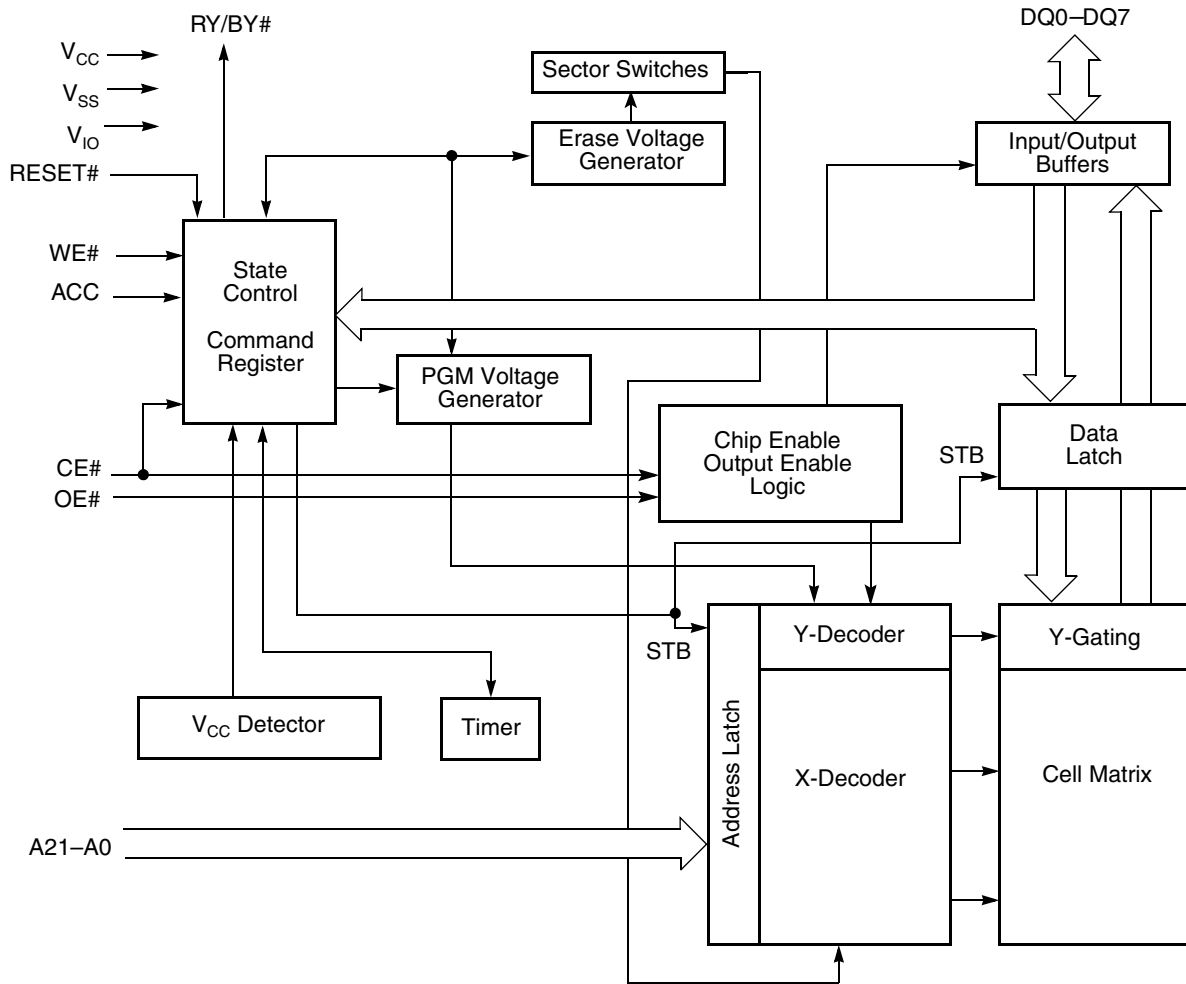 RY/BY#
DQ0–DQ7
VCC
VSS
VIO
RESET#
WE#
ACC
CE#
OE#
Sector Switches
Erase Voltage
Generator
Input/Output
Buffers
State
Control
Command
Register
PGM Voltage
Generator
Chip Enable
Output Enable
Logic
STB
Data
Latch
STB
Y-Decoder
Y-Gating
VCC Detector
Timer
Address Latch
X-Decoder
Cell Matrix
A21–A0